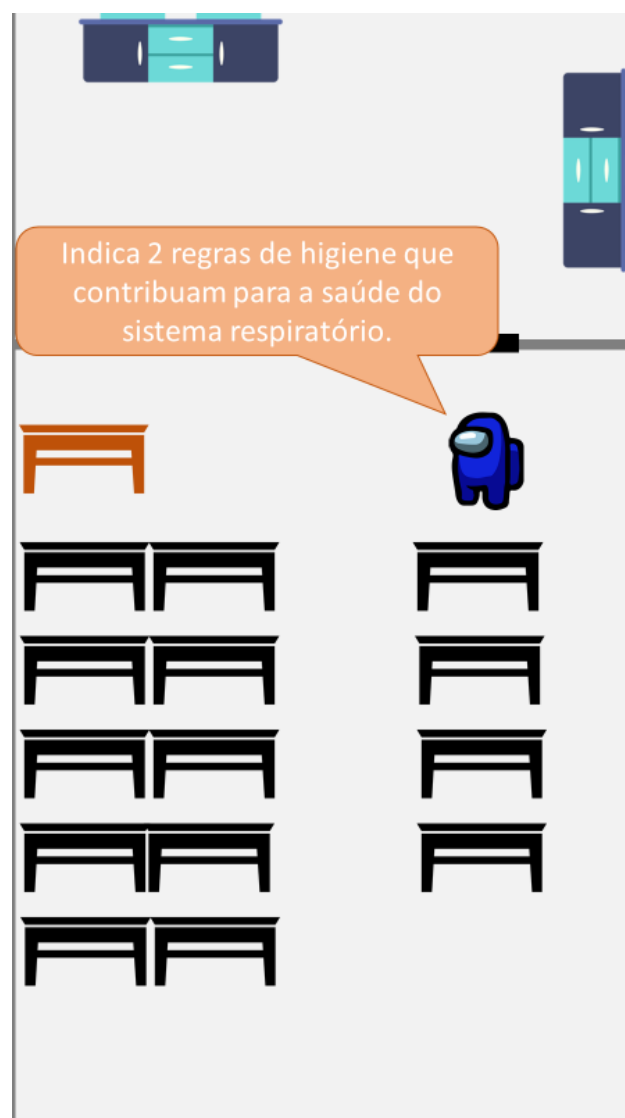 Indica 2 regras de higiene que
contribuam para a saúde do
sistema respiratório.